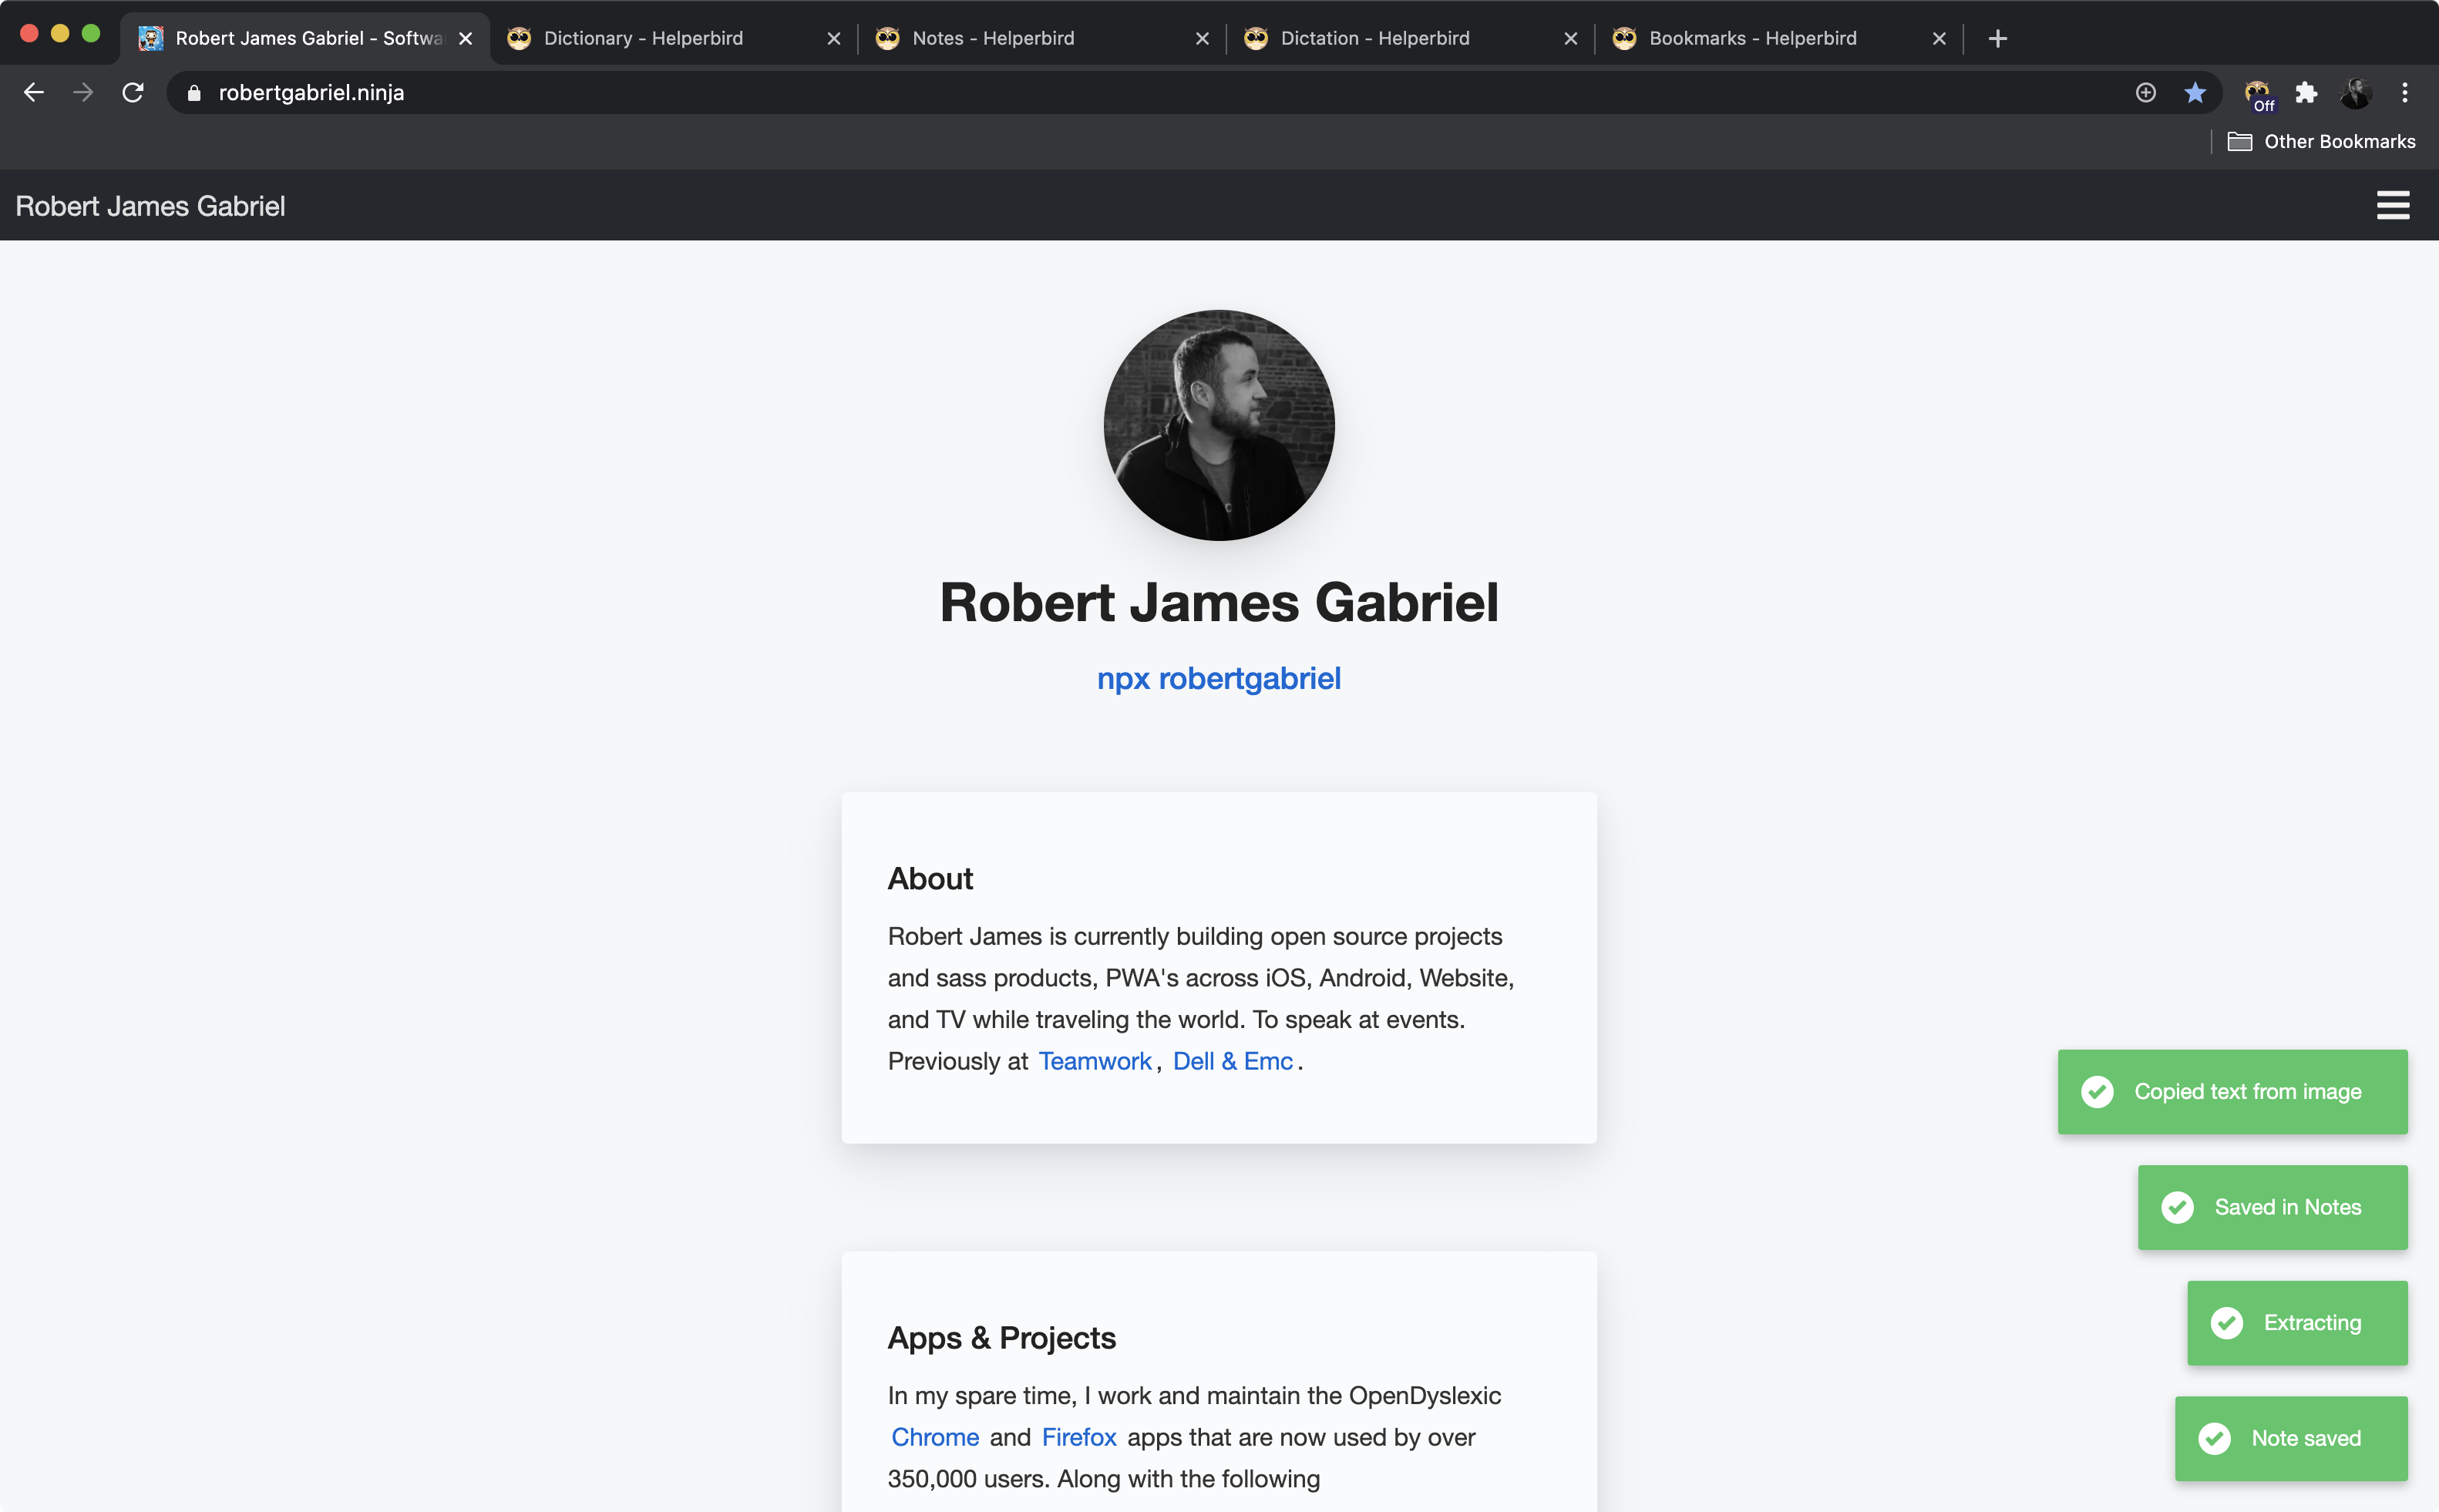 Robert James Gabriel - Softwa
Dictionary - Helperbird
Notes - Helperbird
Dictation - Helperbird
Bookmarks - Helperbird
robertgabriel.ninja
Off
Other Bookmarks
Robert James Gabriel
Robert James Gabriel
npx robertgabriel
About
Robert James is currently building open source projects
and sass products, PWA's across iOS, Android, Website,
and TV while traveling the world. To speak at events.
Previously at Teamwork, Dell & Emc.
Apps & Projects
In my spare time, I work and maintain the OpenDyslexic
Chrome and Firefox apps that are now used by over
350,000 users. Along with the following
Copied text from image
Saved in Notes
Extracting
Note saved